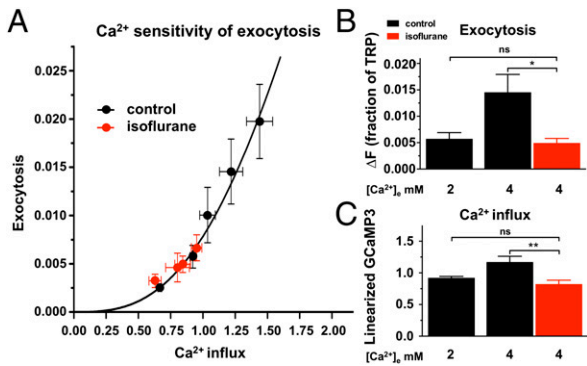 A
Ca²⁺ sensitivity of exocytosis
0.025
0.020
0.015
0.010
0.005
0.000
Exocytosis
control
isoflurane
0.00 0.25 0.50 0.75 1.00 1.25 1.50 1.75 2.00
Ca²⁺ influx
B
control
isoflurane
Exocytosis
ns
*
ΔF (fraction of TRP)
0.020
0.015
0.010
0.005
0.000
[Ca²⁺]e mM 2 4 4
C
Ca²⁺ influx
ns
**
Linearized GCaMP3
1.5
1.0
0.5
0.0
[Ca²⁺]e mM 2 4 4